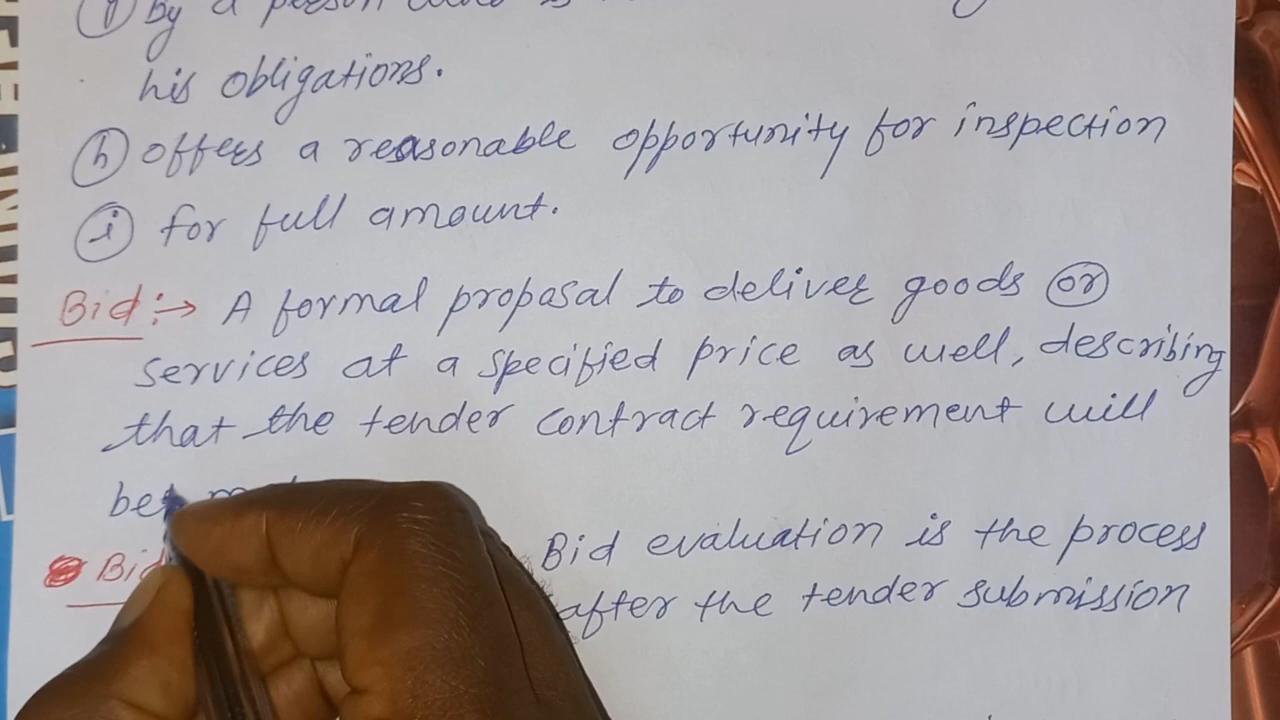 by a person
his obligations.
(h) offers a reasonable opportunity for inspection
(i) for full amount.
Bid:→ A formal proposal to deliver goods (or)
services at a specified price as well, describing
that the tender contract requirement will
be
Bid evaluation is the process
after the tender submission